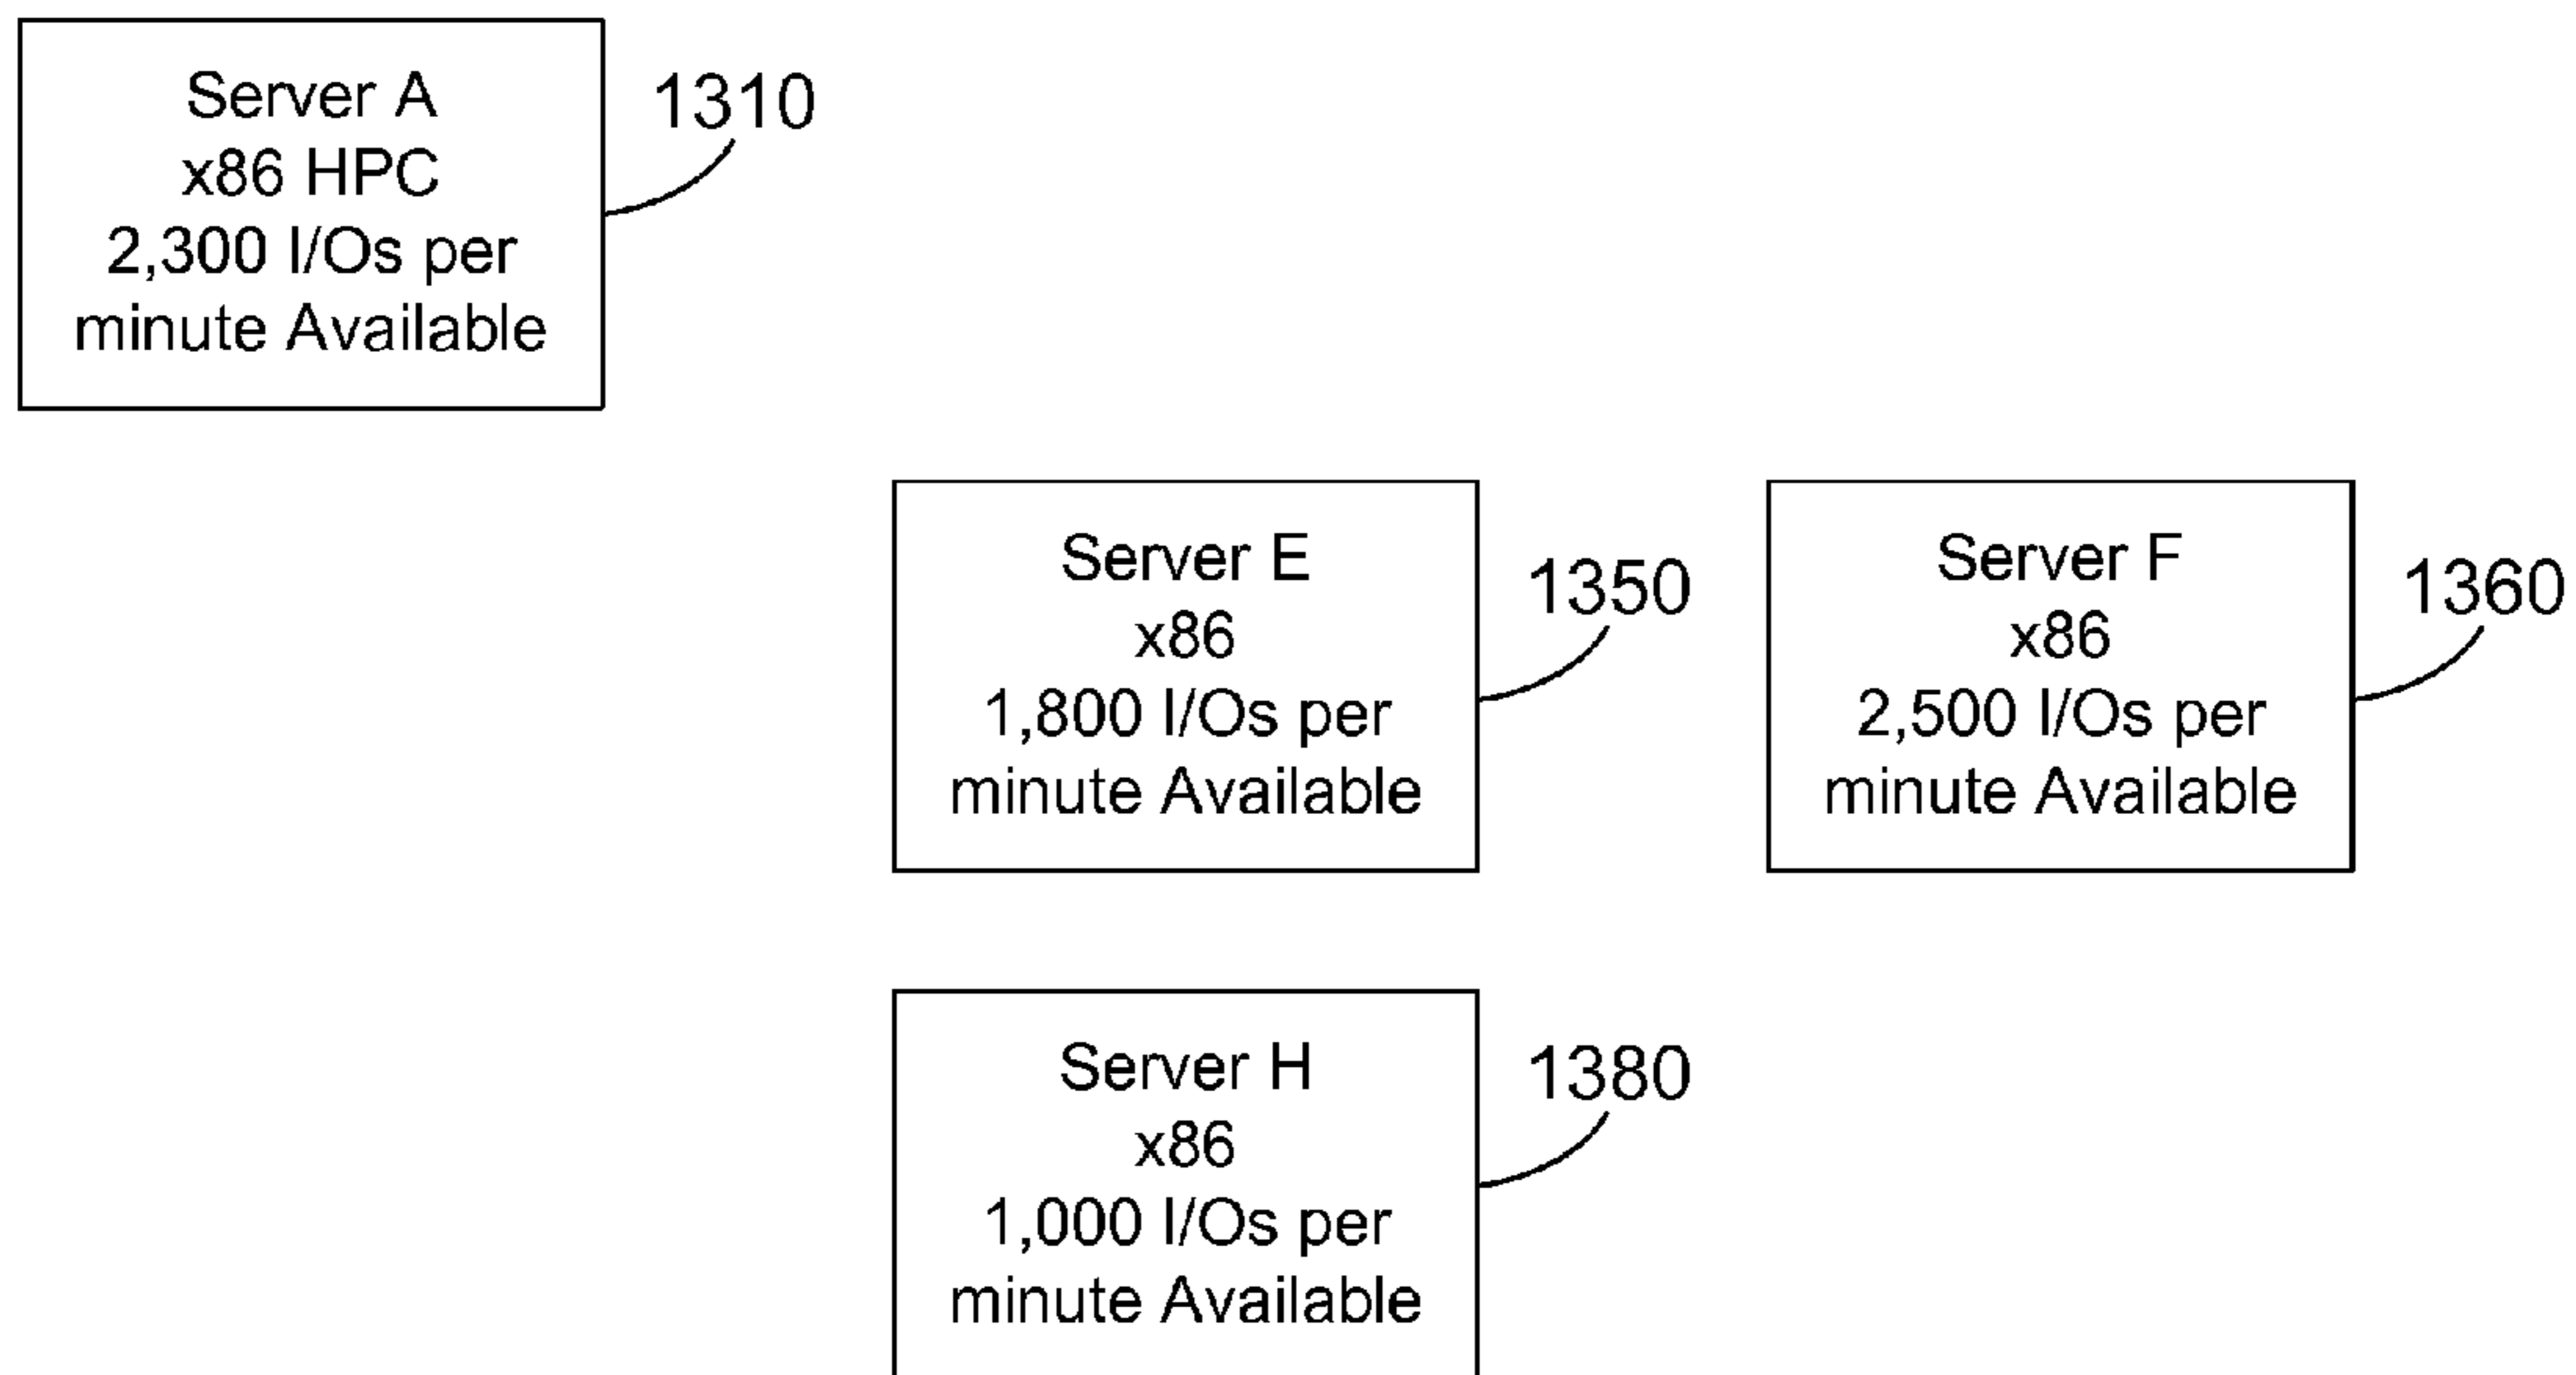 Server A
x86 HPC
2,300 I/Os per
minute Available
1310
Server E
x86
1,800 I/Os per
minute Available
1350
Server F
x86
2,500 I/Os per
minute Available
1360
Server H
x86
1,000 I/Os per
minute Available
1380